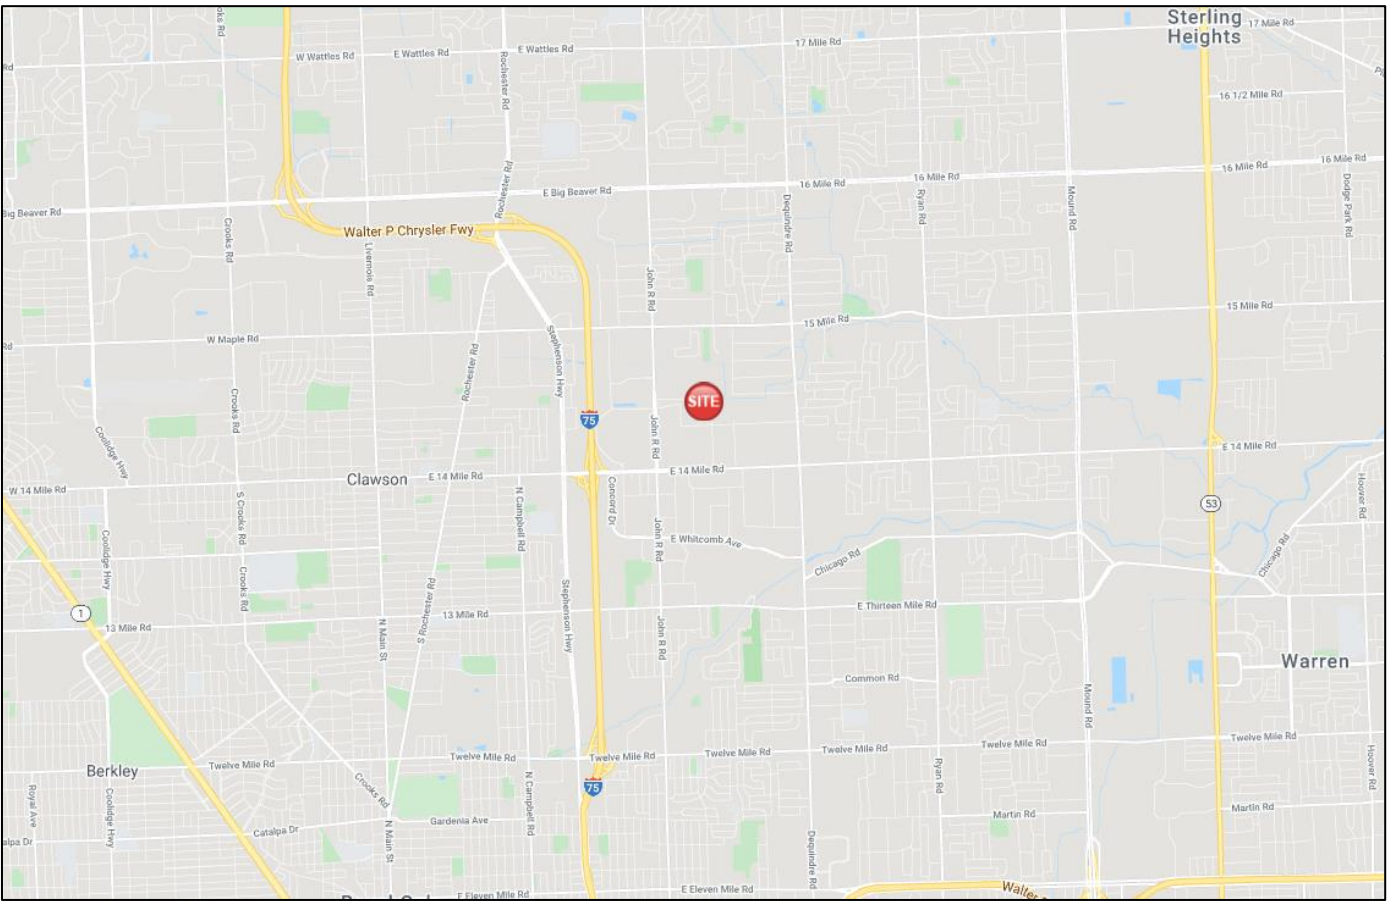 Sterling
Heights
17 Mile Rd
17 Mile Rd
E Wattles Rd
E Wattles Rd
W Wattles Rd
Rochester Rd
16 1/2 Mile Rd
16 Mile Rd
16 Mile Rd
16 Mile Rd
16 Mile Rd
E Big Beaver Rd
Big Beaver Rd
Rochester Rd
Dequindre Rd
Ryan Rd
Mound Rd
Dodge Park Rd
Crooks Rd
Livernois Rd
Walter P Chrysler Fwy
John R Rd
15 Mile Rd
15 Mile Rd
W Maple Rd
Rochester Rd
Stephenson Hwy
SITE
75
Crooks Rd
John R Rd
Coolidge Hwy
E 14 Mile Rd
E 14 Mile Rd
Clawson
E 14 Mile Rd
W 14 Mile Rd
S Crooks Rd
N Campbell Rd
Concord Dr
53
Hoover Rd
John R Rd
E Whitcomb Ave
Chicago Rd
Chicago Rd
Coolidge Hwy
Crooks Rd
S Rochester Rd
Stephenson Hwy
E Thirteen Mile Rd
1
13 Mile Rd
13 Mile Rd
N Main St
John R Rd
Warren
Common Rd
Mound Rd
Twelve Mile Rd
Twelve Mile Rd
Twelve Mile Rd
Twelve Mile Rd
Twelve Mile Rd
Twelve Mile Rd
Twelve Mile Rd
Berkley
75
Royal Ave
Coolidge Hwy
Crooks Rd
N Campbell Rd
Ryan Rd
Hoover Rd
Martin Rd
Martin Rd
Gardenia Ave
Catalpa Dr
N Main St
Dequindre Rd
E Eleven Mile Rd
E Eleven Mile Rd